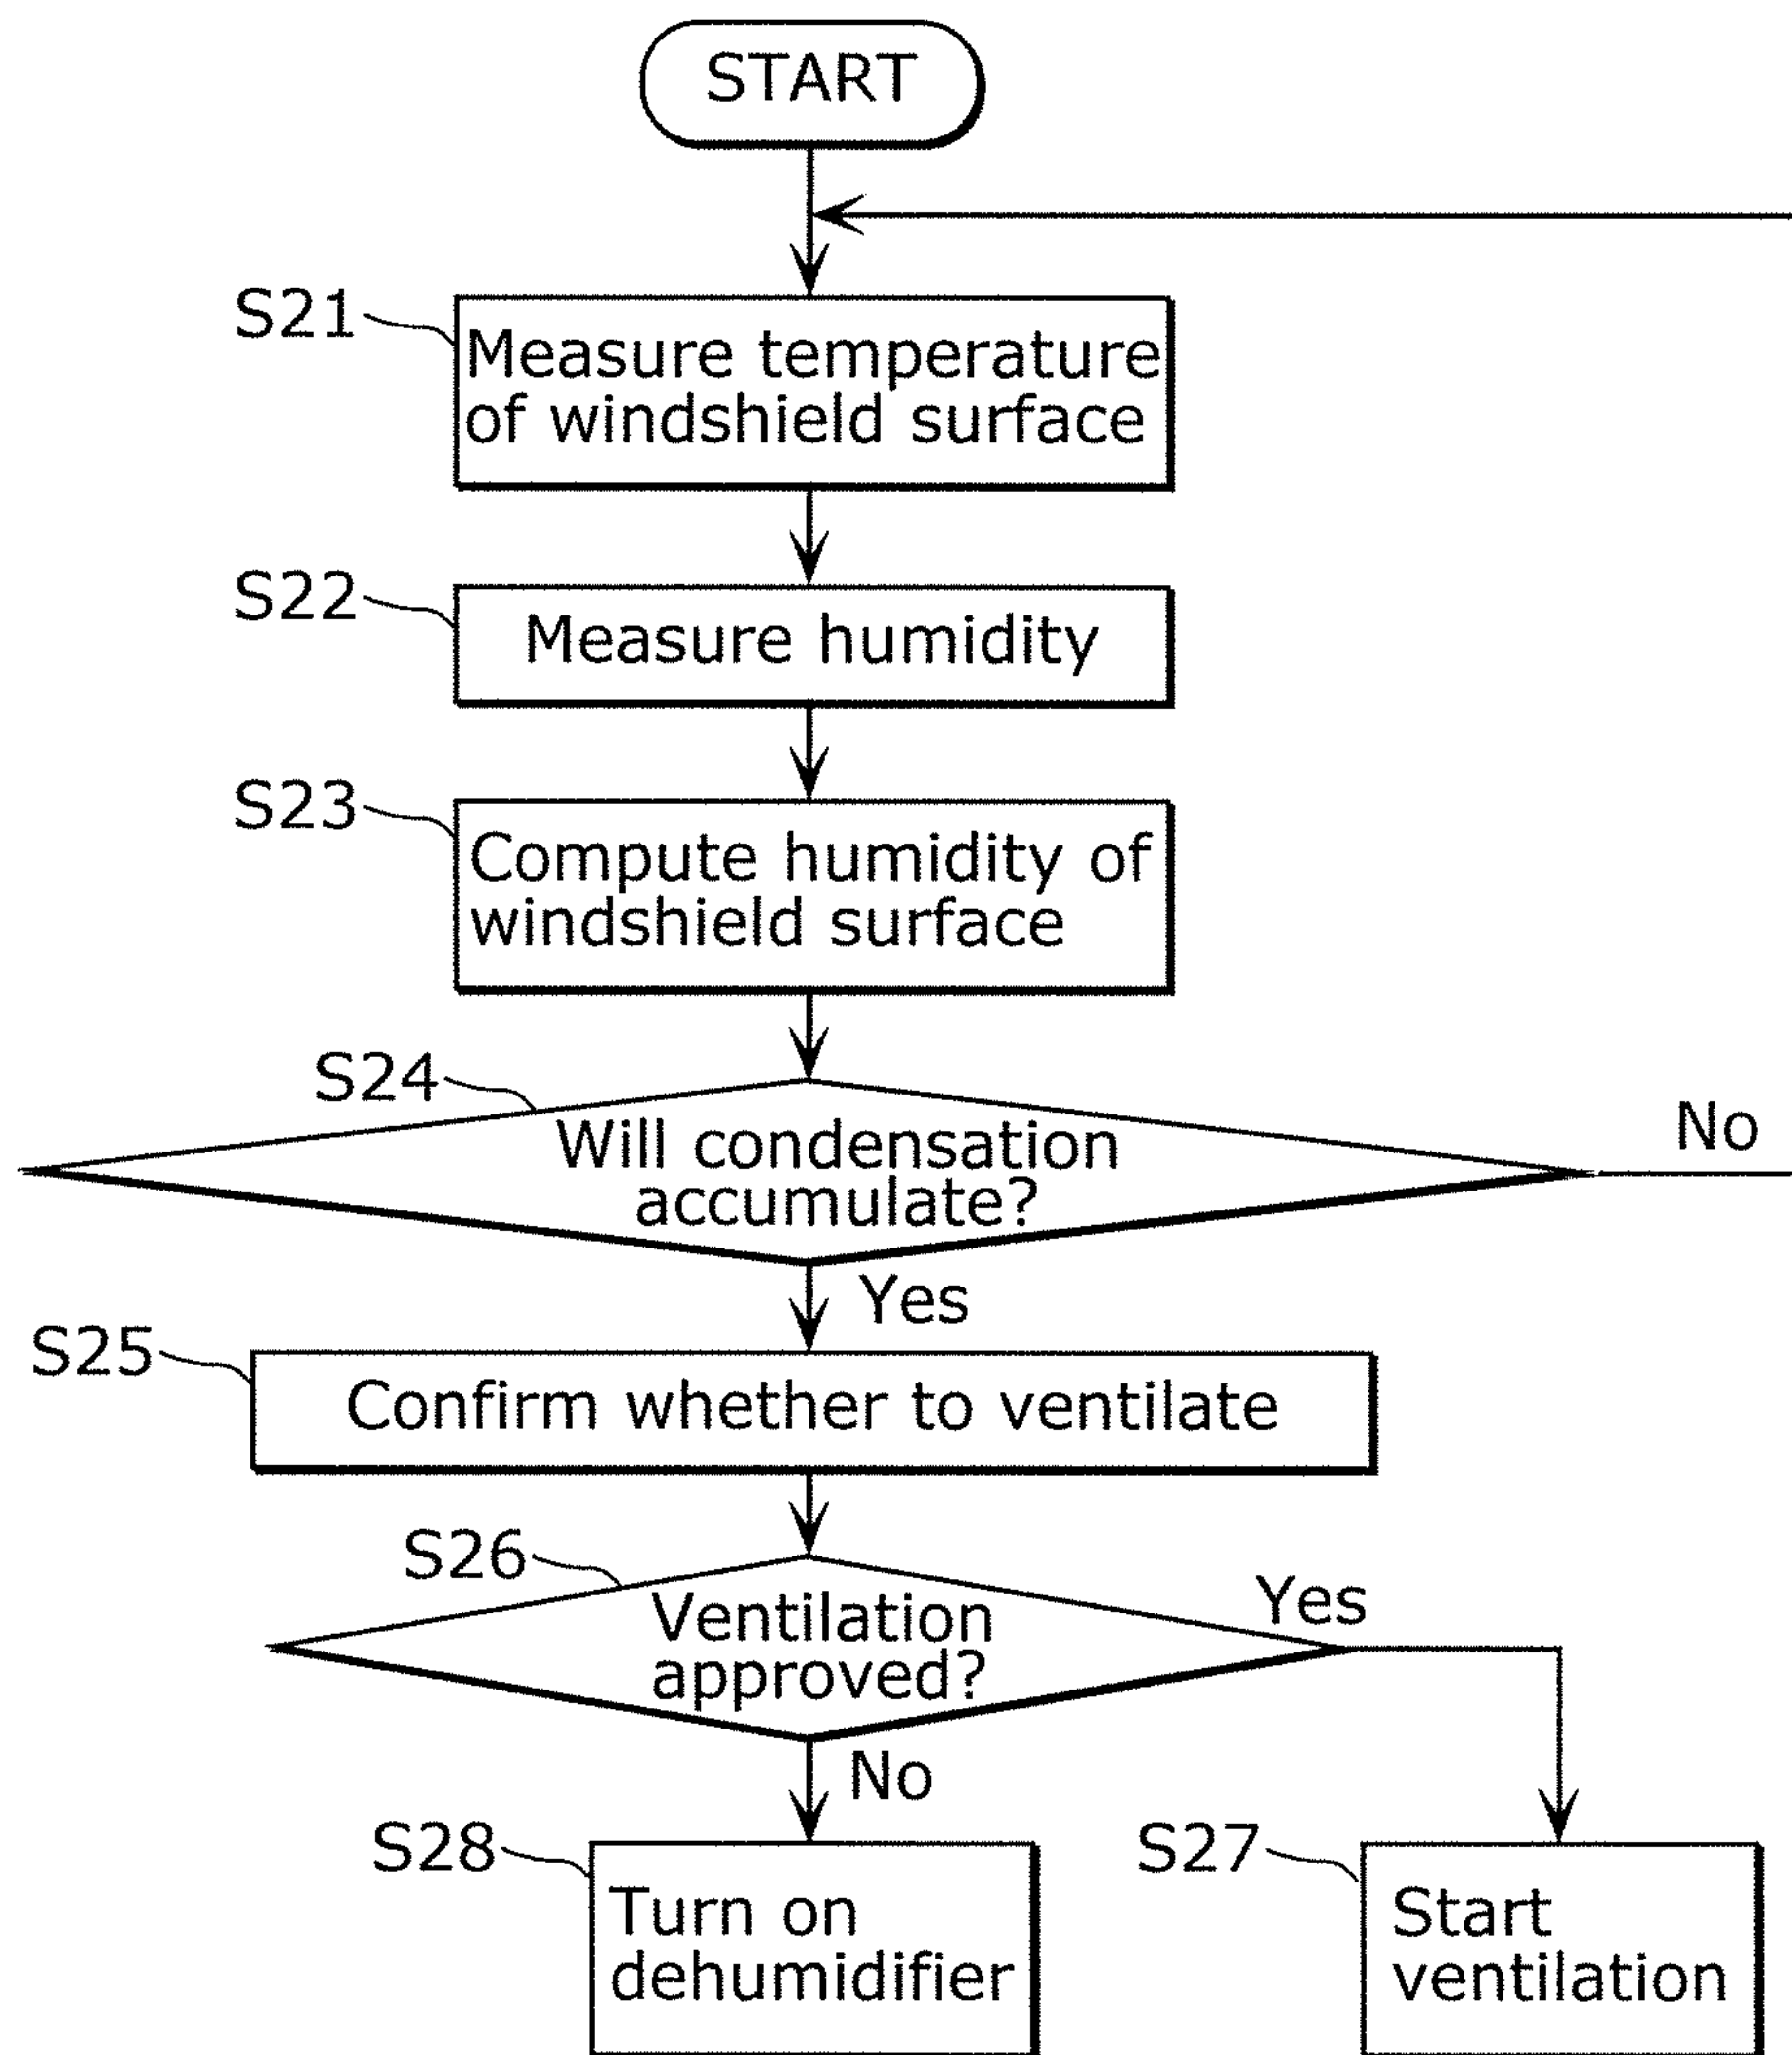 START
S21
Measure temperature
of windshield surface
S22
Measure humidity
S23
Compute humidity of
windshield surface
S24
Will condensation
accumulate?
No
Yes
S25
Confirm whether to ventilate
S26
Ventilation
approved?
Yes
No
S28
Turn on
dehumidifier
S27
Start
ventilation